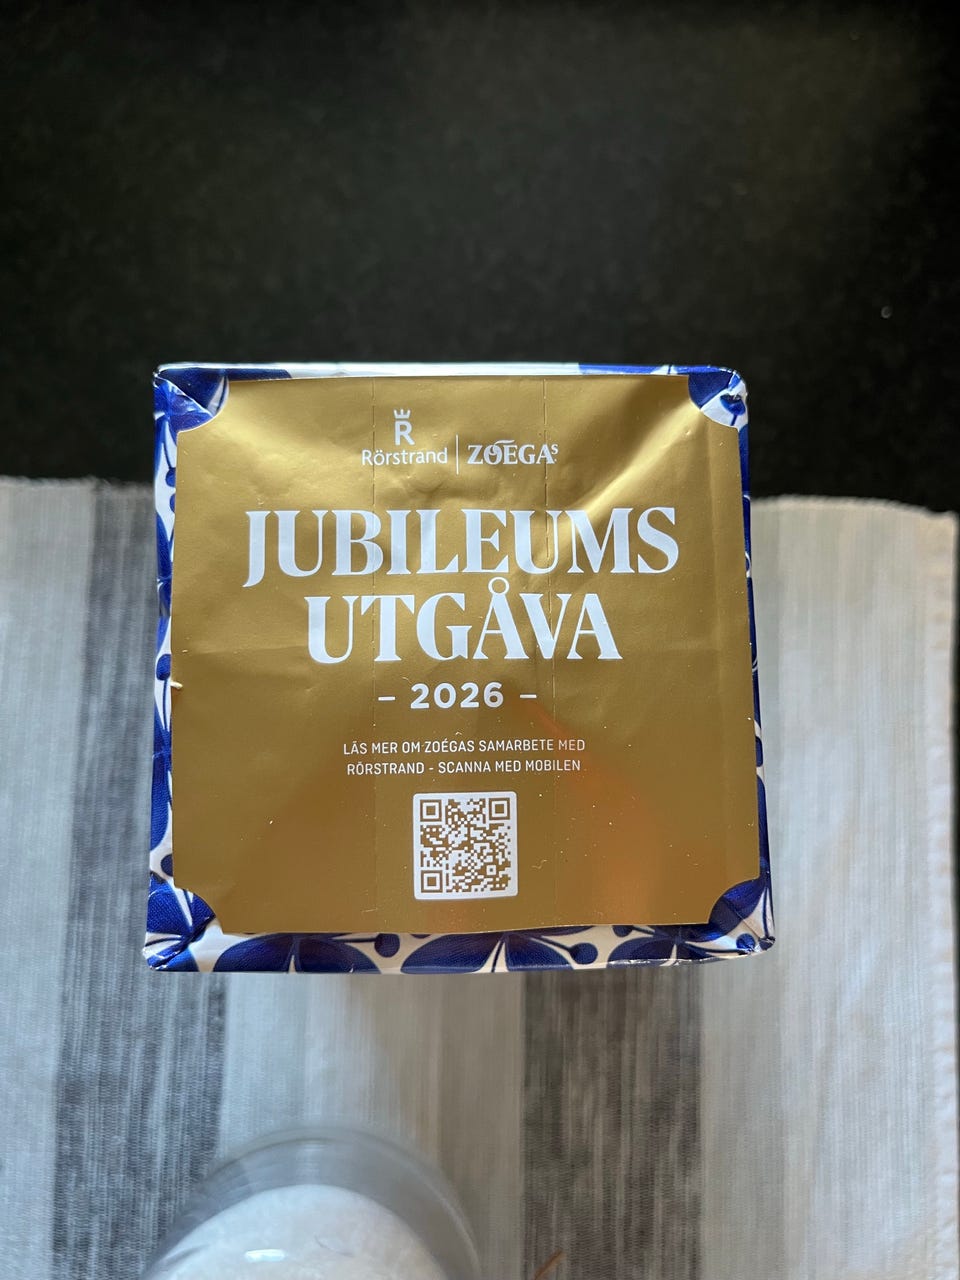 R
Rörstrand | ZOÉGAS
JUBILEUMS
UTGÅVA
– 2026 –
LÄS MER OM ZOÉGAS SAMARBETE MED
RÖRSTRAND - SCANNA MED MOBILEN